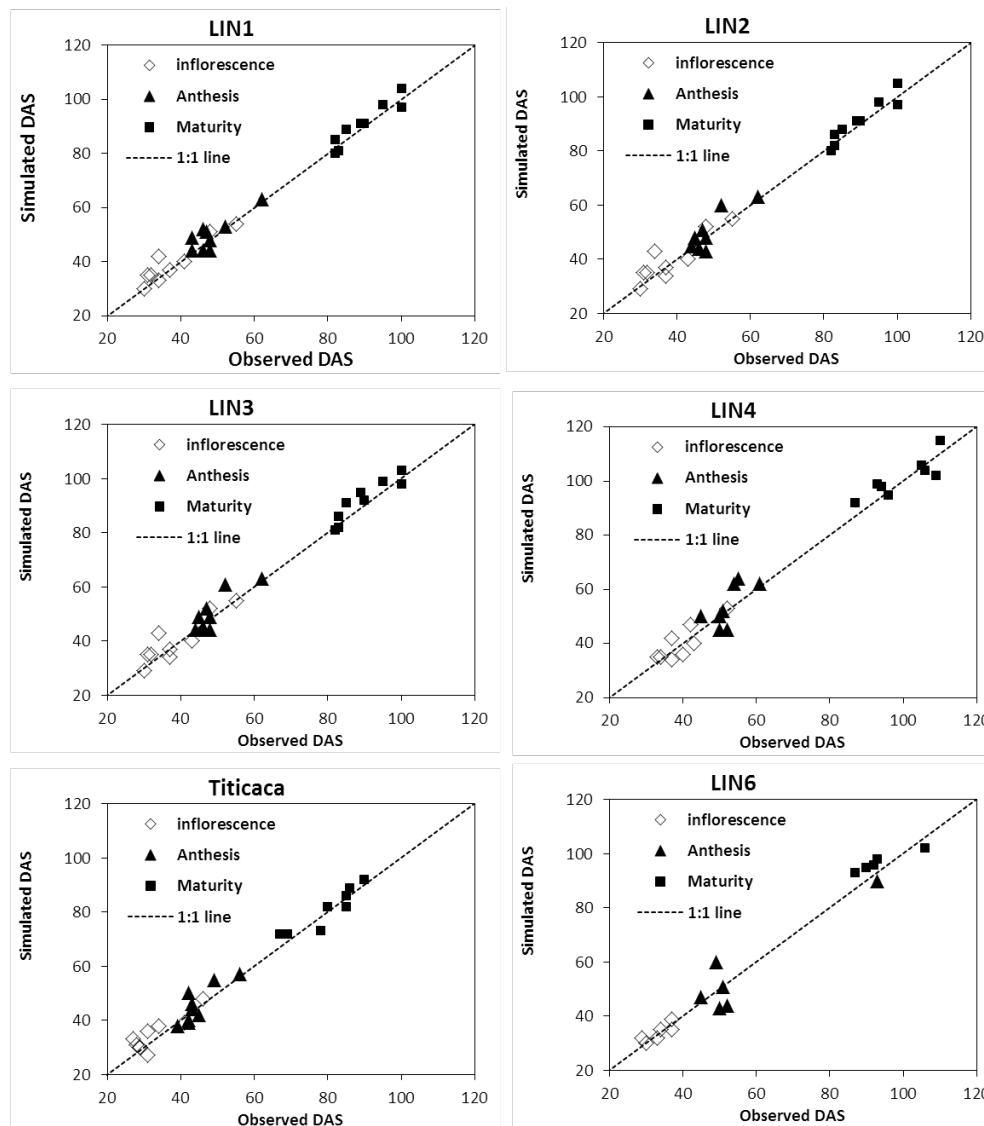 LIN1
120
100
80
60
40
20
Simulated DAS
inflorescence
Anthesis
Maturity
1:1 line
20 40 60 80 100 120
Observed DAS
LIN2
120
100
80
60
40
20
Simulated DAS
inflorescence
Anthesis
Maturity
1:1 line
20 40 60 80 100 120
Observed DAS
LIN3
120
100
80
60
40
20
Simulated DAS
inflorescence
Anthesis
Maturity
1:1 line
20 40 60 80 100 120
Observed DAS
LIN4
120
100
80
60
40
20
Simulated DAS
inflorescence
Anthesis
Maturity
1:1 line
20 40 60 80 100 120
Observed DAS
Titicaca
120
100
80
60
40
20
Simulated DAS
inflorescence
Anthesis
Maturity
1:1 line
20 40 60 80 100 120
Observed DAS
LIN6
120
100
80
60
40
20
Simulated DAS
inflorescence
Anthesis
Maturity
1:1 line
20 40 60 80 100 120
Observed DAS